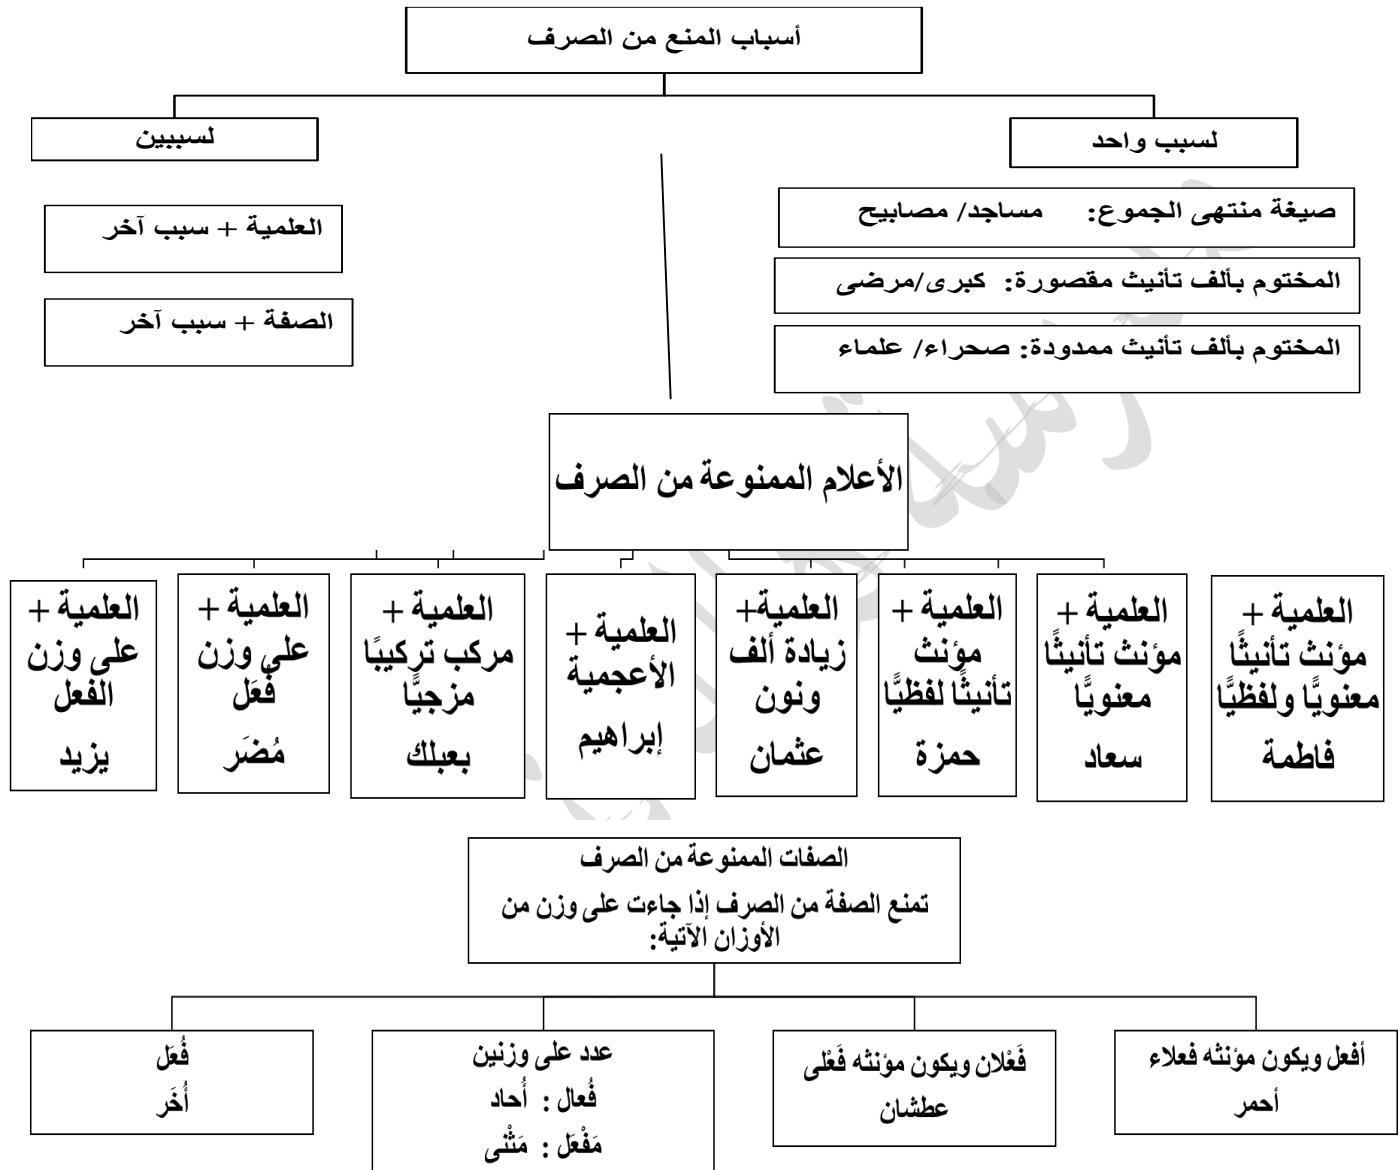 أسباب المنع من الصرف
لسبب واحد
لسببين
صيغة منتهى الجموع: مساجد/ مصابيح
المختوم بألف تأنيث مقصورة: كبرى/مرضى
المختوم بألف تأنيث ممدودة: صحراء/ علماء
العلمية + سبب آخر
الصفة + سبب آخر
الأعلام الممنوعة من الصرف
العلمية +
مؤنث تأنيثًا
معنويًا ولفظيًا
فاطمة
العلمية +
مؤنث تأنيثًا
معنويًا
سعاد
العلمية +
مؤنث
تأنيثًا لفظيًا
حمزة
العلمية+
زيادة ألف
ونون
عثمان
العلمية +
الأعجمية
إبراهيم
العلمية +
مركب تركيبًا
مزجيًا
بعبلك
العلمية +
على وزن
فُعَل
مُضَر
العلمية +
على وزن
الفعل
يزيد
الصفات الممنوعة من الصرف
تمنع الصفة من الصرف إذا جاءت على وزن من
الأوزان الآتية:
أفعل ويكون مؤنثه فعلاء
أحمر
فَعْلان ويكون مؤنثه فَعْلى
عطشان
عدد على وزنين
فُعال : أُحاد
مَفْعَل : مَثْنى
فُعَل
أُخَر